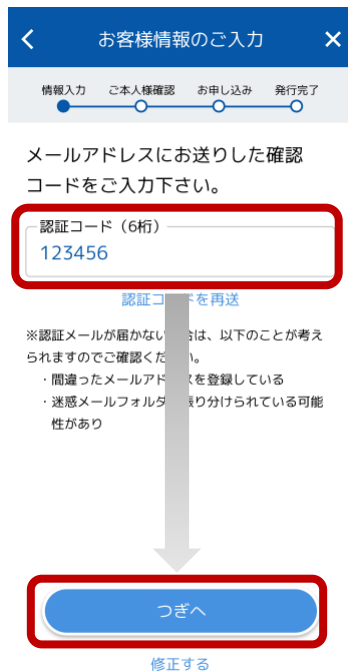 お客様情報のご入力
情報入力 ご本人様確認 お申し込み 発行完了
メールアドレスにお送りした確認
コードをご入力下さい。
認証コード（6桁）
123456
認証コ を再送
※認証メールが届かない 合は、以下のことが考え
られますのでご確認くだ い。
・間違ったメールアド スを登録している
・迷惑メールフォルダ 振り分けられている可能
性があり
つぎへ
修正する